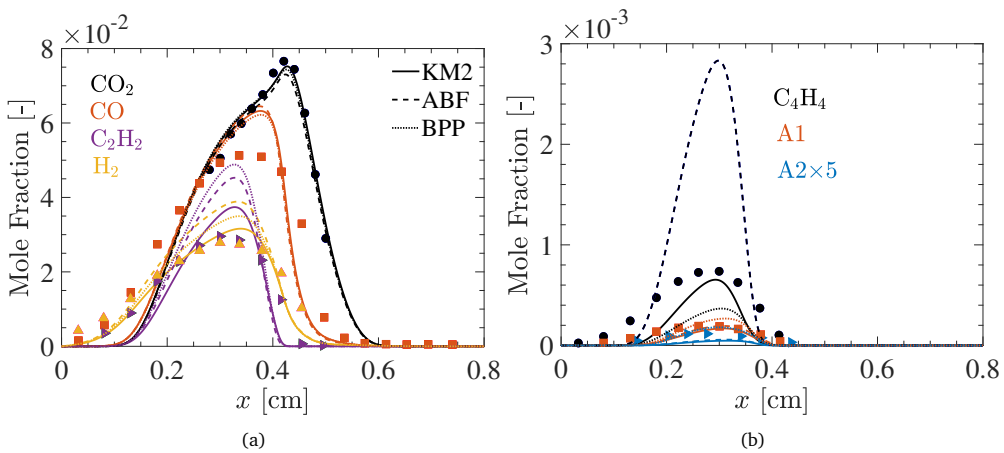 ×10⁻²
8
6
4
2
0
Mole Fraction [-]
CO₂
CO
C₂H₂
H₂
KM2
ABF
BPP
0 0.2 0.4 0.6 0.8
x [cm]
(a)
×10⁻³
3
2
1
0
Mole Fraction [-]
C₄H₄
A1
A2×5
0 0.2 0.4 0.6 0.8
x [cm]
(b)